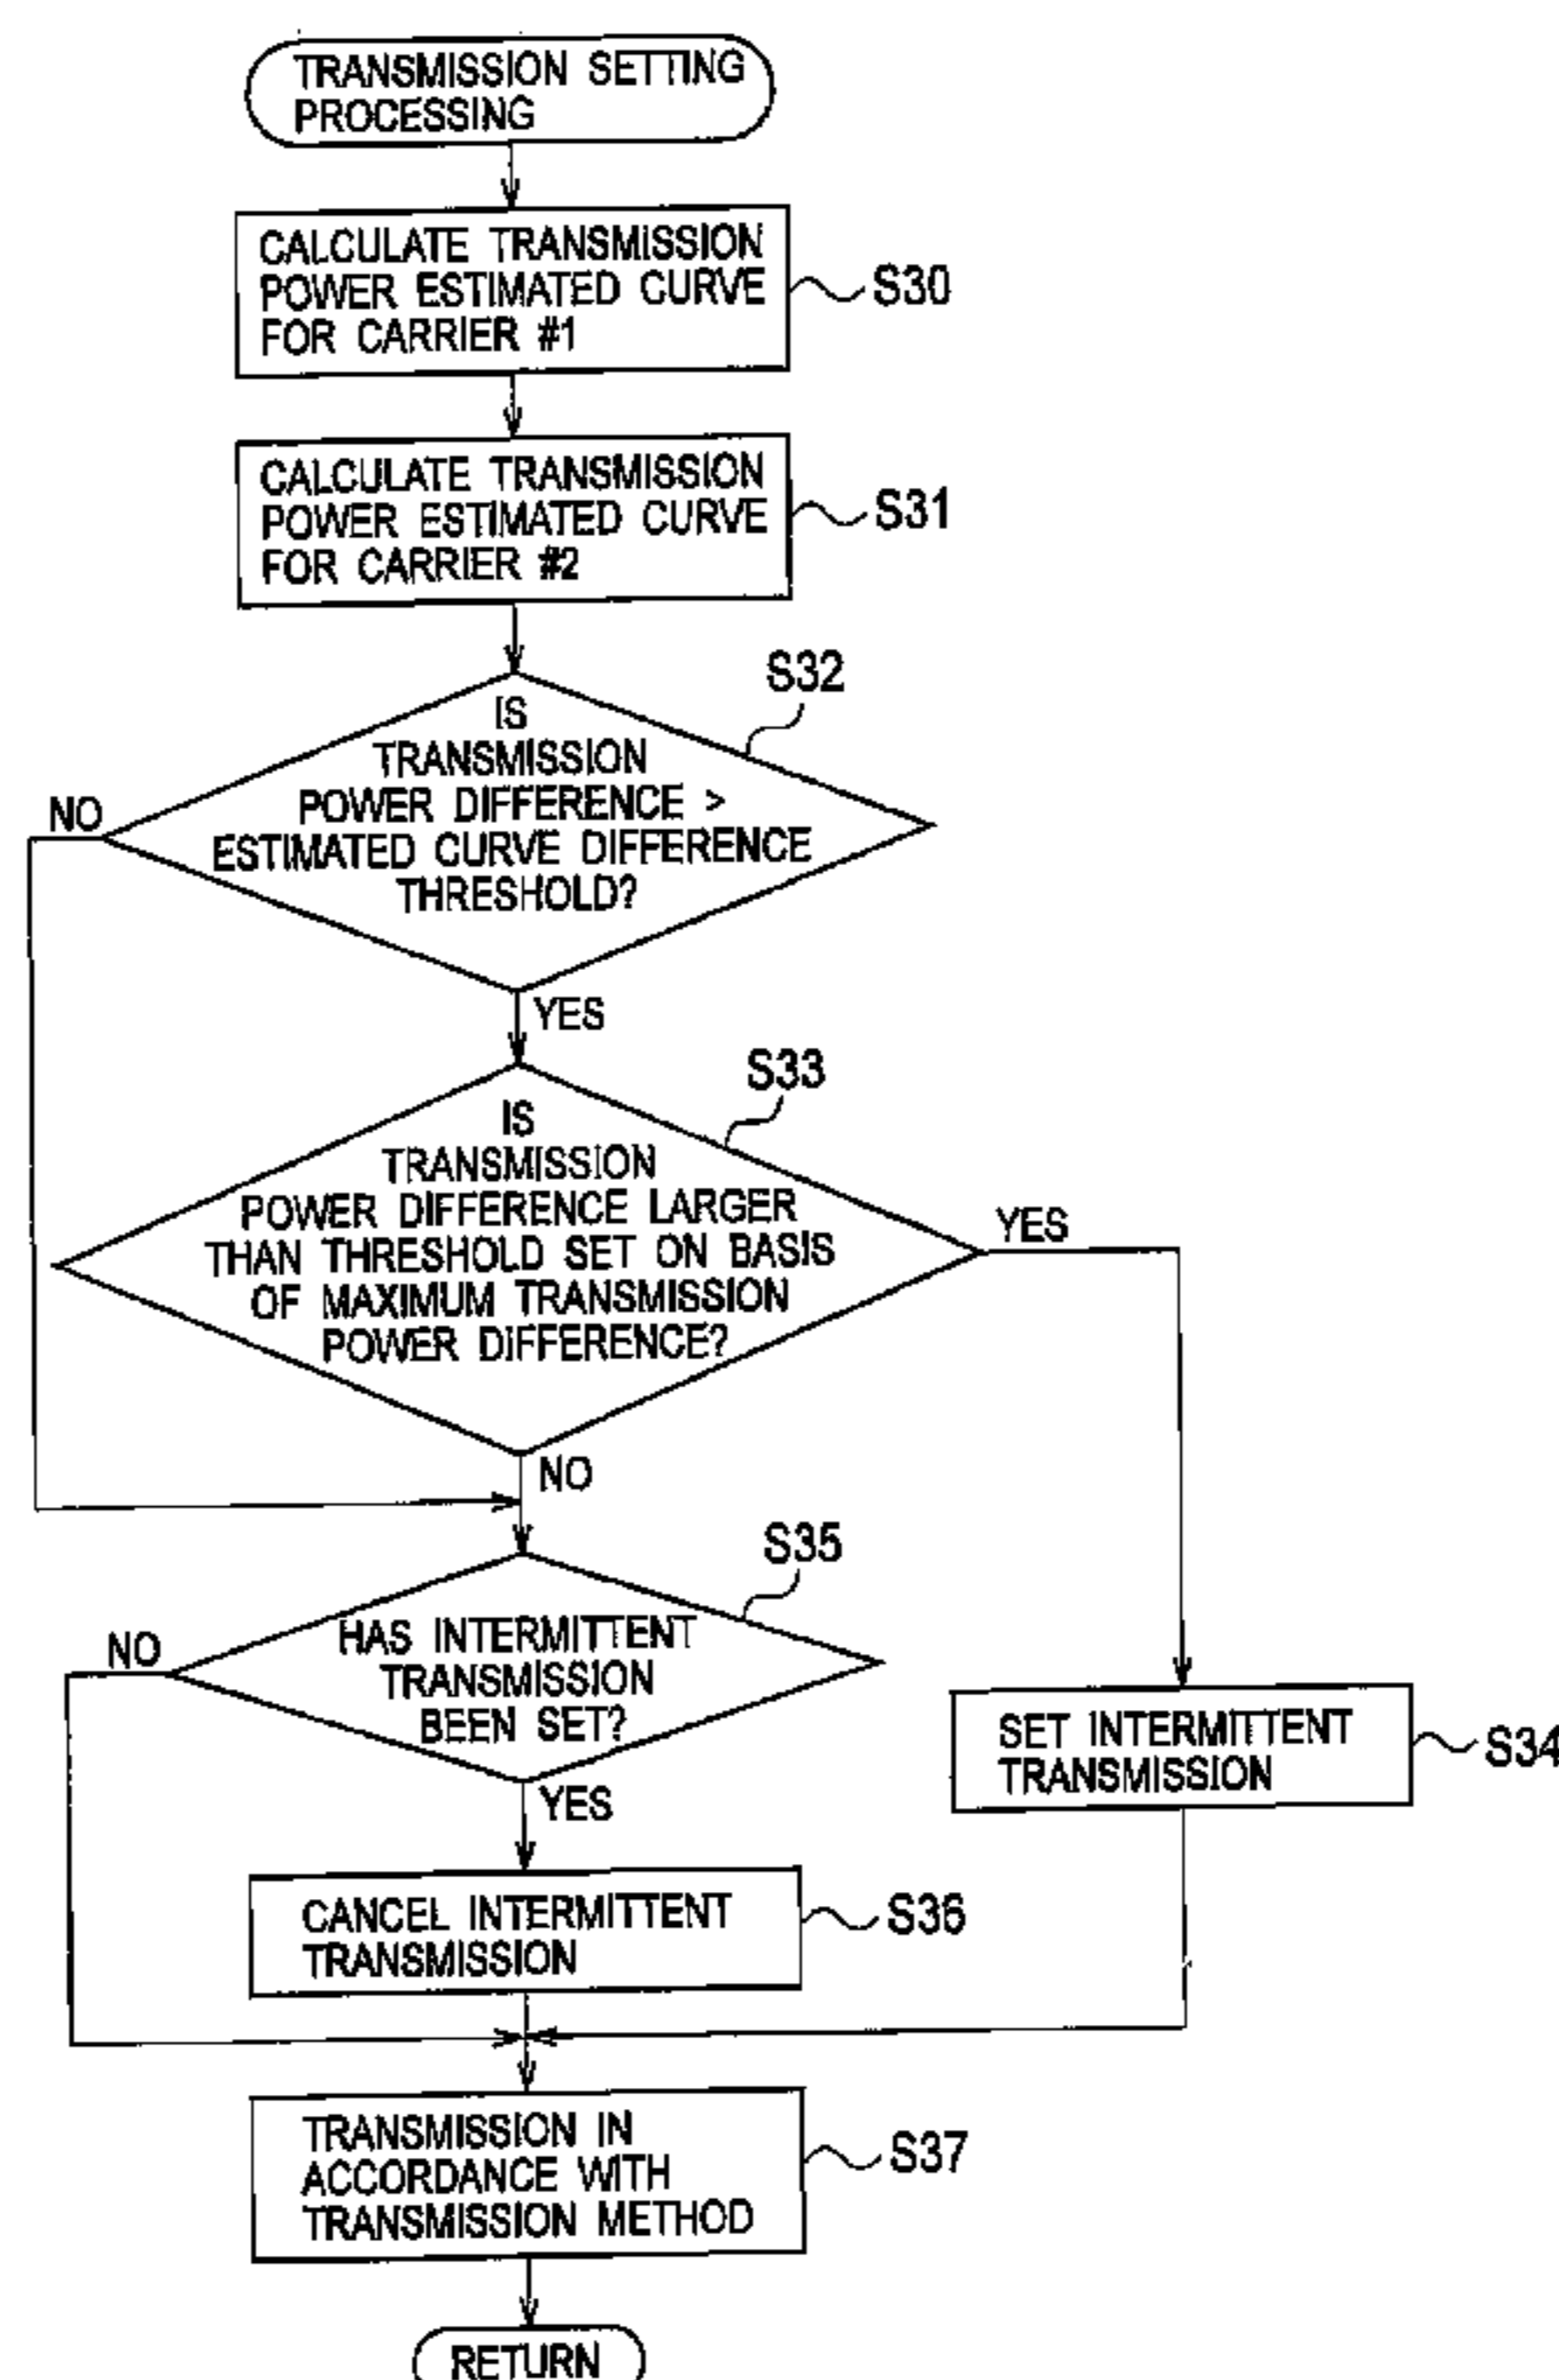 TRANSMISSION SETTING
PROCESSING
CALCULATE TRANSMISSION
POWER ESTIMATED CURVE
FOR CARRIER #1
S30
CALCULATE TRANSMISSION
POWER ESTIMATED CURVE
FOR CARRIER #2
S31
S32
IS
TRANSMISSION
POWER DIFFERENCE >
ESTIMATED CURVE DIFFERENCE
THRESHOLD?
NO
YES
S33
IS
TRANSMISSION
POWER DIFFERENCE LARGER
THAN THRESHOLD SET ON BASIS
OF MAXIMUM TRANSMISSION
POWER DIFFERENCE?
YES
NO
S35
HAS INTERMITTENT
TRANSMISSION
BEEN SET?
NO
YES
SET INTERMITTENT
TRANSMISSION
S34
CANCEL INTERMITTENT
TRANSMISSION
S36
TRANSMISSION IN
ACCORDANCE WITH
TRANSMISSION METHOD
S37
RETURN